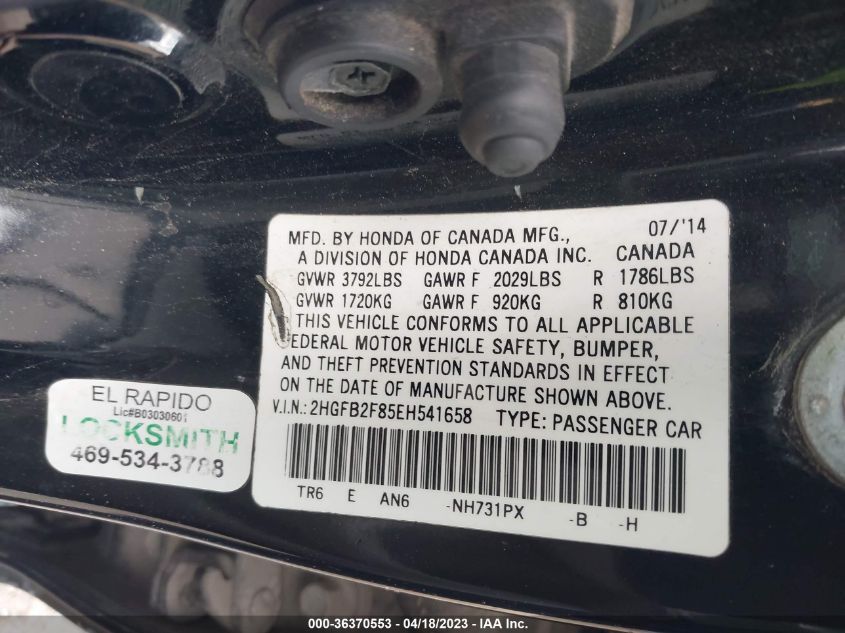 07/'14
MFD. BY HONDA OF CANADA MFG.,
A DIVISION OF HONDA CANADA INC. CANADA
GVWR 3792LBS GAWR F 2029LBS R 1786LBS
GVWR 1720KG GAWR F 920KG R 810KG
THIS VEHICLE CONFORMS TO ALL APPLICABLE
FEDERAL MOTOR VEHICLE SAFETY, BUMPER,
AND THEFT PREVENTION STANDARDS IN EFFECT
ON THE DATE OF MANUFACTURE SHOWN ABOVE.
V.I.N.: 2HGFB2F85EH541658 TYPE: PASSENGER CAR
TR6 E AN6 -NH731PX -B -H
EL RAPIDO
Lic#B03030601
LOCKSMITH
469-534-3788
000-36370553 - 04/18/2023 - IAA Inc.